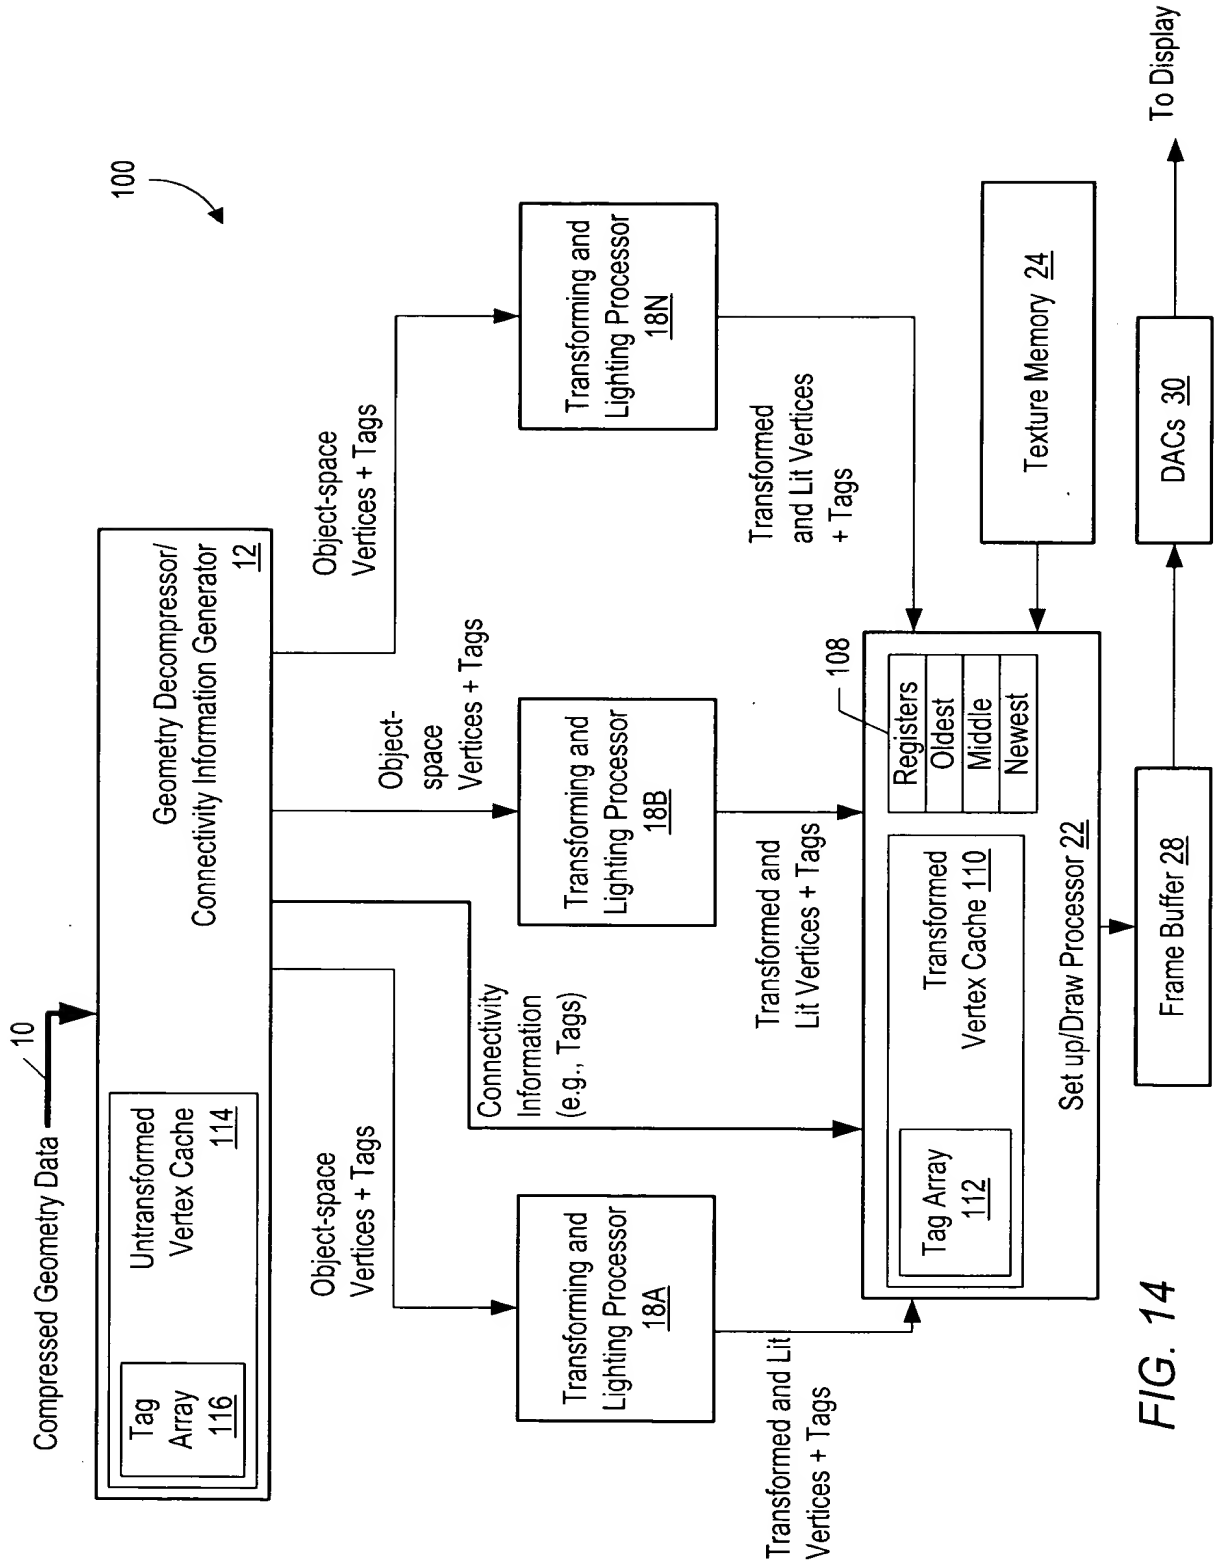 Compressed Geometry Data
10
100
Tag
Array
116
Untransformed
Vertex Cache
114
Geometry Decompressor/
Connectivity Information Generator
12
Object-space
Vertices + Tags
Connectivity
Information
(e.g., Tags)
Object-
space
Vertices + Tags
Object-space
Vertices + Tags
Transforming and
Lighting Processor
18A
Transforming and
Lighting Processor
18B
Transforming and
Lighting Processor
18N
Transformed and Lit
Vertices + Tags
Transformed and
Lit Vertices + Tags
Transformed
and Lit Vertices
+ Tags
108
Tag Array
112
Transformed
Vertex Cache 110
Registers
Oldest
Middle
Newest
Set up/Draw Processor 22
Texture Memory 24
Frame Buffer 28
DACs 30
To Display
FIG. 14